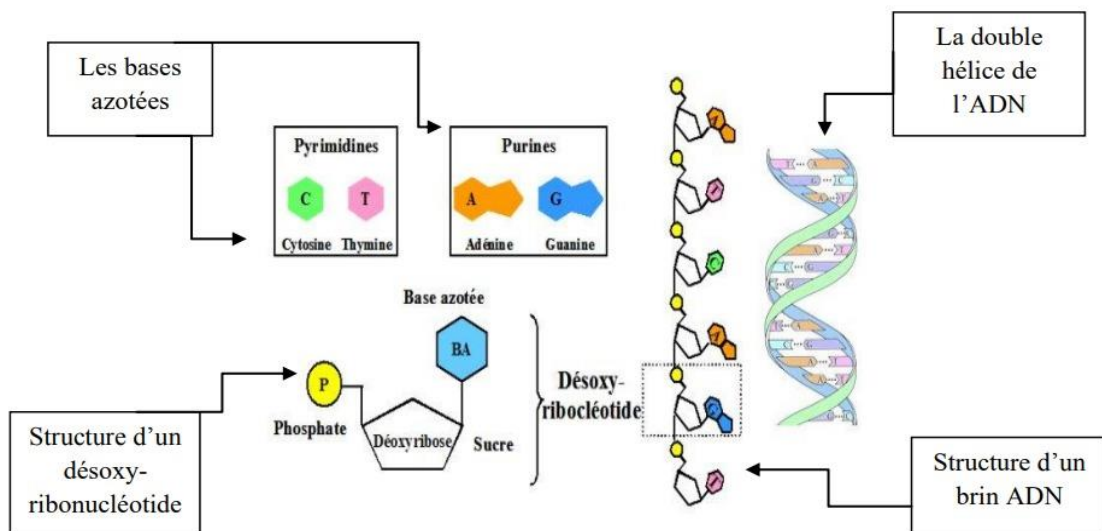 Les bases
azotées
La double
hélice de
l’ADN
Pyrimidines
C
T
Cytosine
Thymine
Purines
A
G
Adénine
Guanine
Base azotée
BA
P
Phosphate
Déoxyribose
Sucre
Désoxy-
ribocléotide
A
T
C
A
G
T
T A
G C
A T
G C
A T
C G
C G
T A
C G
A T
A T
G C
Structure d’un
désoxy-
ribonucléotide
Structure d’un
brin ADN